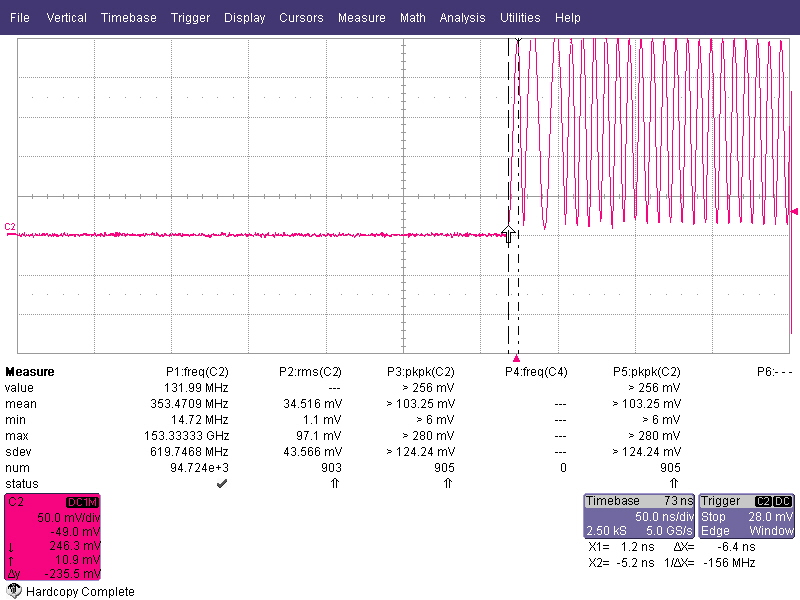 File Vertical Timebase Trigger Display Cursors Measure Math Analysis Utilities Help
C2
Measure P1:freq(C2) P2:rms(C2) P3:pkpk(C2) P4:freq(C4) P5:pkpk(C2) P6:- - -
value 131.99 MHz --- > 256 mV > 256 mV
mean 353.4709 MHz 34.516 mV > 103.25 mV --- > 103.25 mV
min 14.72 MHz 1.1 mV > 6 mV --- > 6 mV
max 153.33333 GHz 97.1 mV > 280 mV --- > 280 mV
sdev 619.7468 MHz 43.566 mV > 124.24 mV --- > 124.24 mV
num 94.724e+3 903 905 0 905
status
C2 DC1M
50.0 mV/div
-49.0 mV
↓ 246.3 mV
↑ 10.9 mV
Δy -235.5 mV
Timebase 73 ns
50.0 ns/div
2.50 kS 5.0 GS/s
Trigger C2 DC
Stop 28.0 mV
Edge Window
X1= 1.2 ns ΔX= -6.4 ns
X2= -5.2 ns 1/ΔX= -156 MHz
Hardcopy Complete